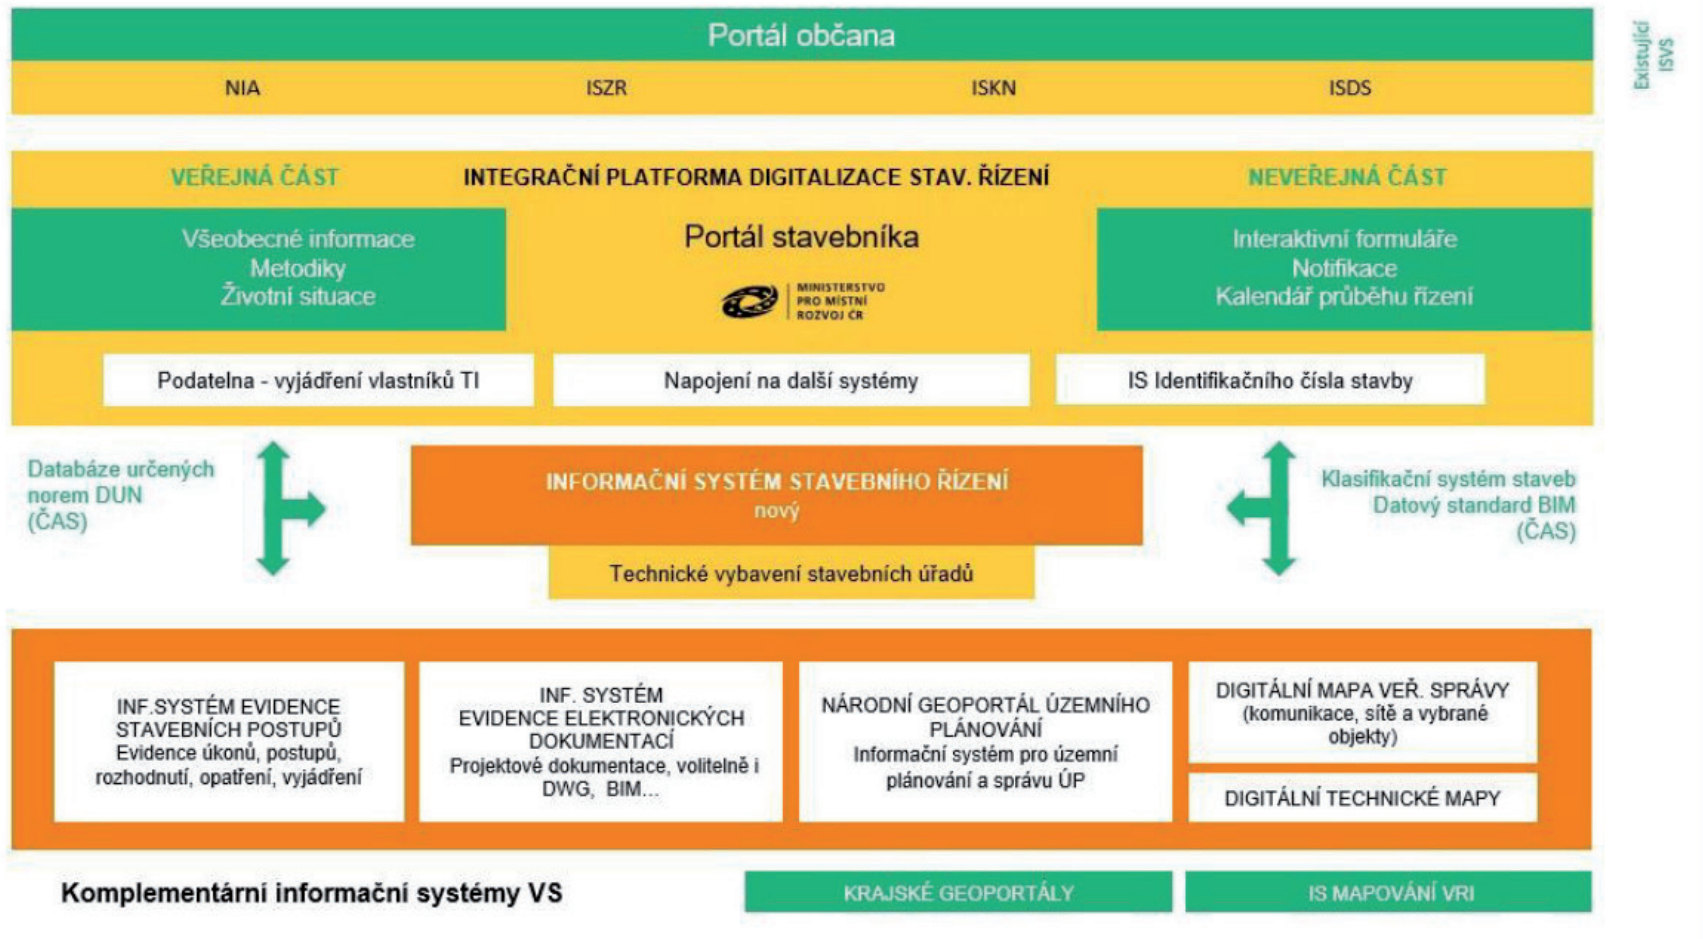 Portál občana
Existující
ISVS
NIA ISZR ISKN ISDS
VEŘEJNÁ ČÁST INTEGRAČNÍ PLATFORMA DIGITALIZACE STAV. ŘÍZENÍ NEVEŘEJNÁ ČÁST
Všeobecné informace
Metodiky
Životní situace
Portál stavebníka
MINISTERSTVO
PRO MÍSTNÍ
ROZVOJ ČR
Interaktivní formuláře
Notifikace
Kalendář průběhu řízení
Podatelna - vyjádření vlastníků TI
Napojení na další systémy
IS Identifikačního čísla stavby
Databáze určených
norem DUN
(ČAS)
INFORMAČNÍ SYSTÉM STAVEBNÍHO ŘÍZENÍ
nový
Technické vybavení stavebních úřadů
Klasifikační systém staveb
Datový standard BIM
(ČAS)
INF.SYSTÉM EVIDENCE
STAVEBNÍCH POSTUPŮ
Evidence úkonů, postupů,
rozhodnutí, opatření, vyjádření
INF. SYSTÉM
EVIDENCE ELEKTRONICKÝCH
DOKUMENTACÍ
Projektové dokumentace, volitelně i
DWG, BIM...
NÁRODNÍ GEOPORTÁL ÚZEMNÍHO
PLÁNOVÁNÍ
Informační systém pro územní
plánování a správu ÚP
DIGITÁLNÍ MAPA VEŘ. SPRÁVY
(komunikace, sítě a vybrané
objekty)
DIGITÁLNÍ TECHNICKÉ MAPY
Komplementární informační systémy VS
KRAJSKÉ GEOPORTÁLY
IS MAPOVÁNÍ VRI